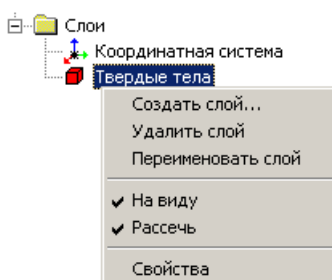 Слои
Координатная система
Твердые тела
Создать слой...
Удалить слой
Переименовать слой
На виду
Рассечь
Свойства